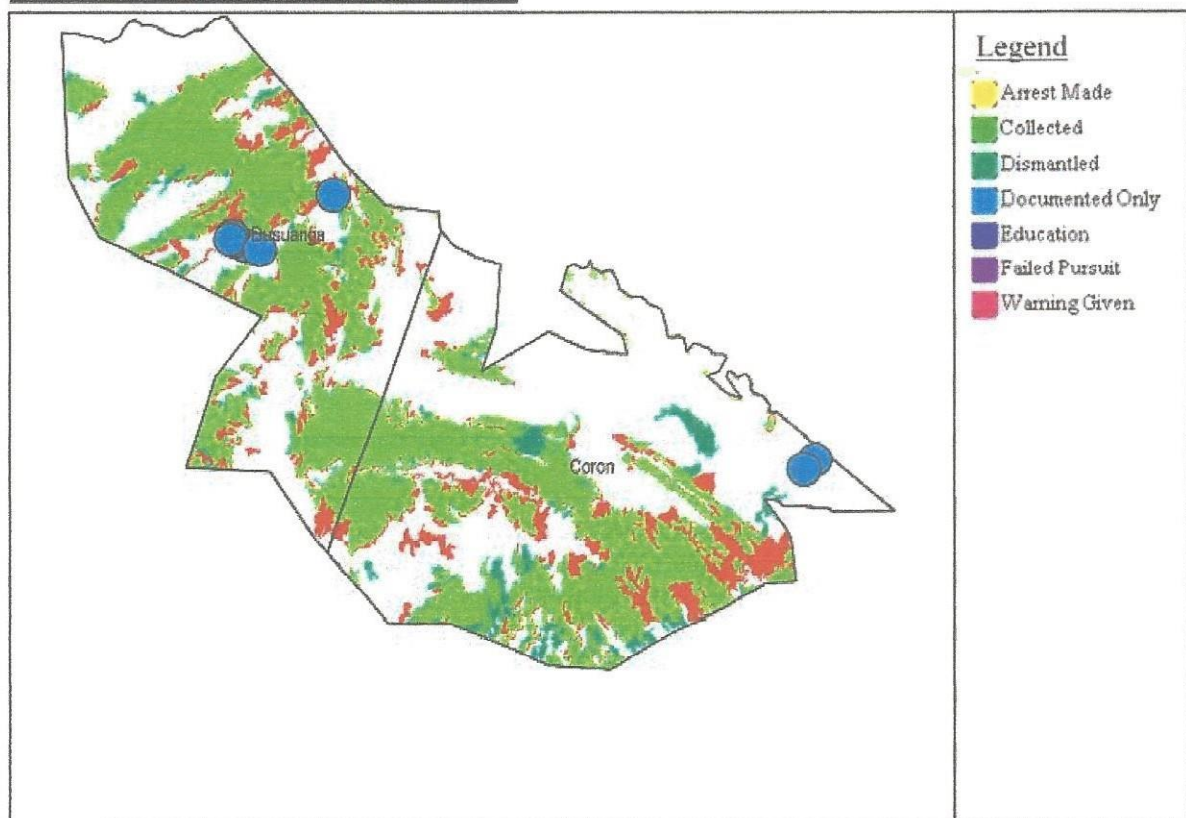 Legend
Arrest Made
Collected
Dismantled
Documented Only
Education
Failed Pursuit
Warning Given
Busuanga
Coron